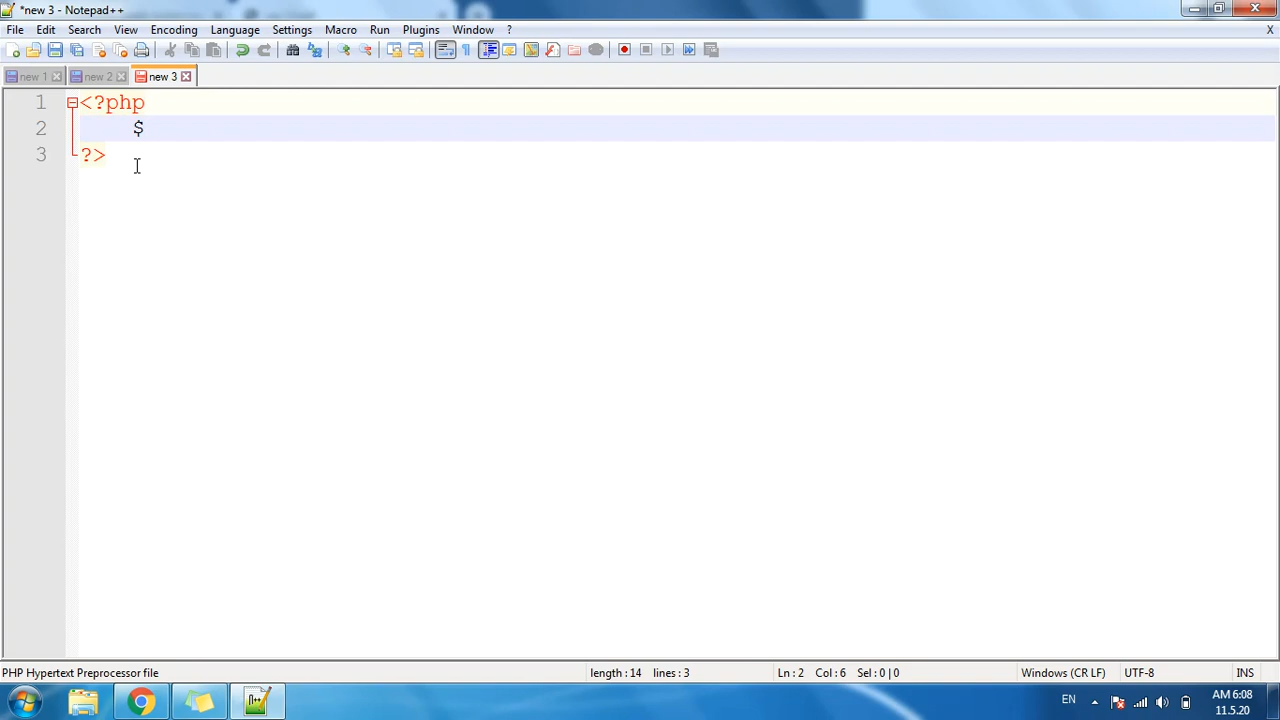 *new 3 - Notepad++
File Edit Search View Encoding Language Settings Macro Run Plugins Window ? X
new 1 new 2 new 3
1 <?php
2 $
3 ?>
PHP Hypertext Preprocessor file length : 14 lines : 3 Ln : 2 Col : 6 Sel : 0 | 0 Windows (CR LF) UTF-8 INS
EN AM 6:08
11.5.20